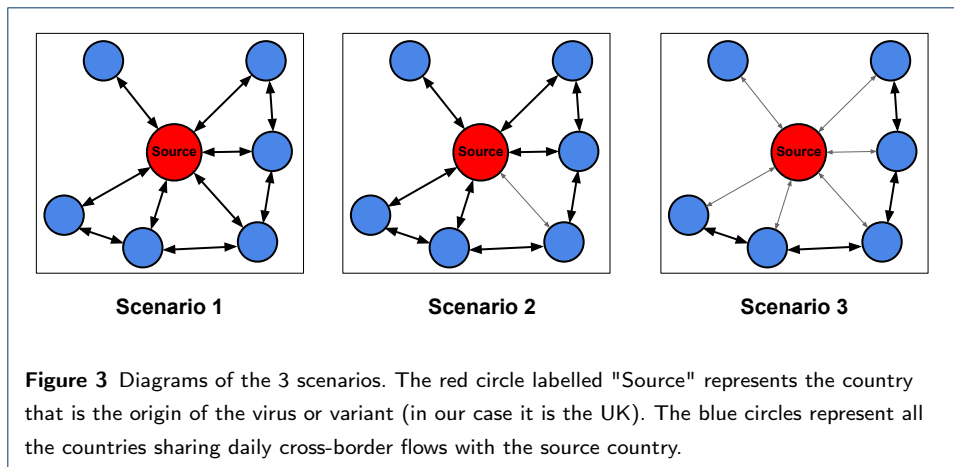 Source
Source
Source
Scenario 1
Scenario 2
Scenario 3
Figure 3 Diagrams of the 3 scenarios. The red circle labelled "Source" represents the country
that is the origin of the virus or variant (in our case it is the UK). The blue circles represent all
the countries sharing daily cross-border flows with the source country.